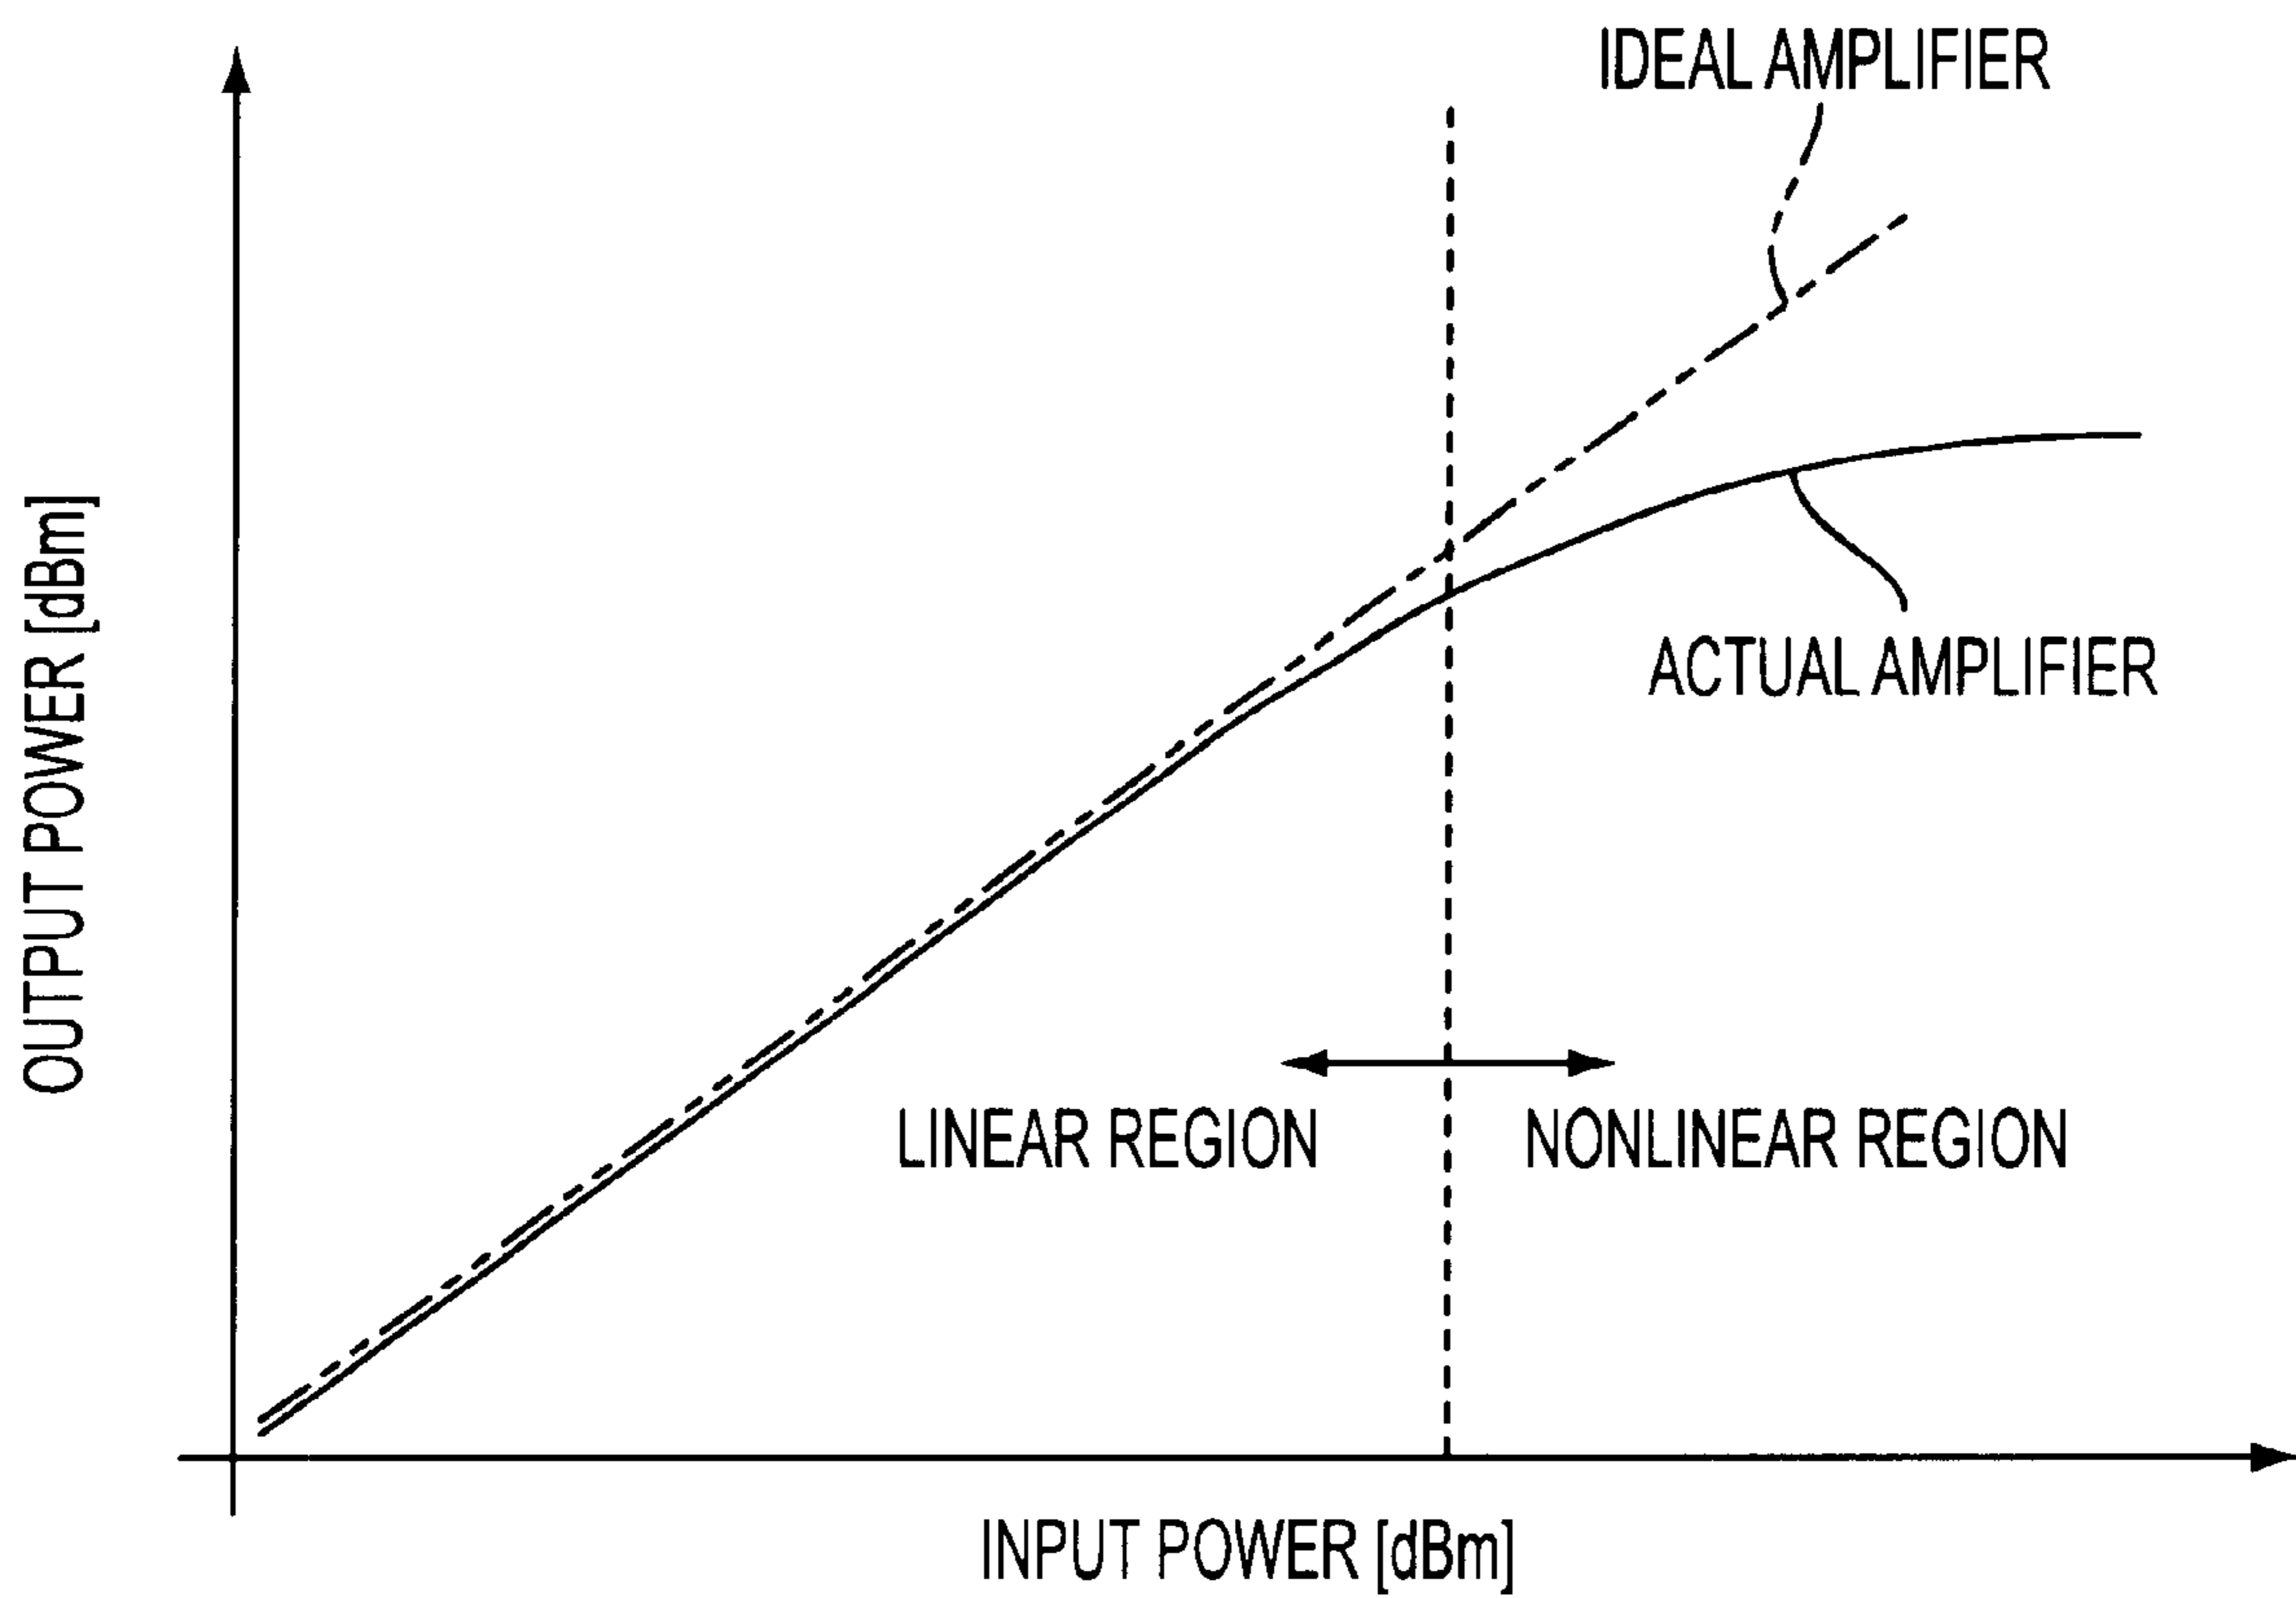 IDEAL AMPLIFIER
OUTPUT POWER [dBm]
ACTUAL AMPLIFIER
LINEAR REGION
NONLINEAR REGION
INPUT POWER [dBm]